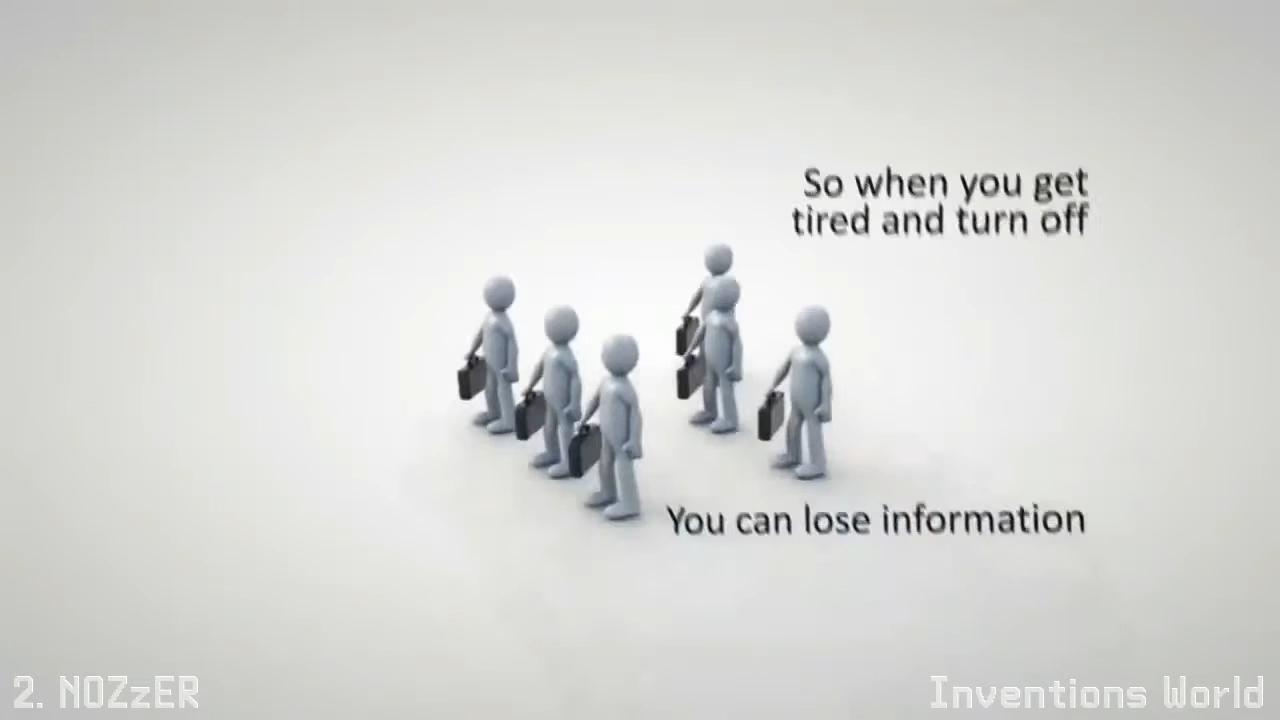 So when you get
tired and turn off
You can lose information
2. NOZzER
Inventions World